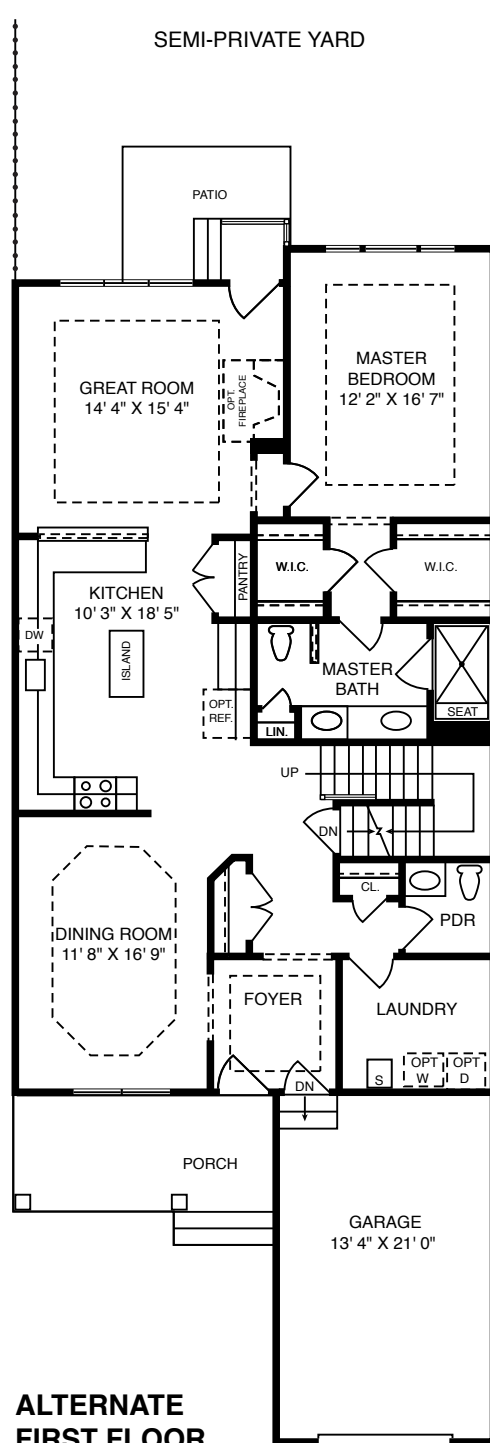 SEMI-PRIVATE YARD
PATIO
GREAT ROOM
14' 4" X 15' 4"
OPT.
FIREPLACE
MASTER
BEDROOM
12' 2" X 16' 7"
W.I.C.
W.I.C.
PANTRY
KITCHEN
10' 3" X 18' 5"
DW
ISLAND
OPT.
REF.
MASTER
BATH
LIN.
SEAT
UP
DN
CL.
PDR
DINING ROOM
11' 8" X 16' 9"
FOYER
LAUNDRY
DN
S
OPT
W
OPT
D
PORCH
GARAGE
13' 4" X 21' 0"
ALTERNATE
FIRST FLOOR